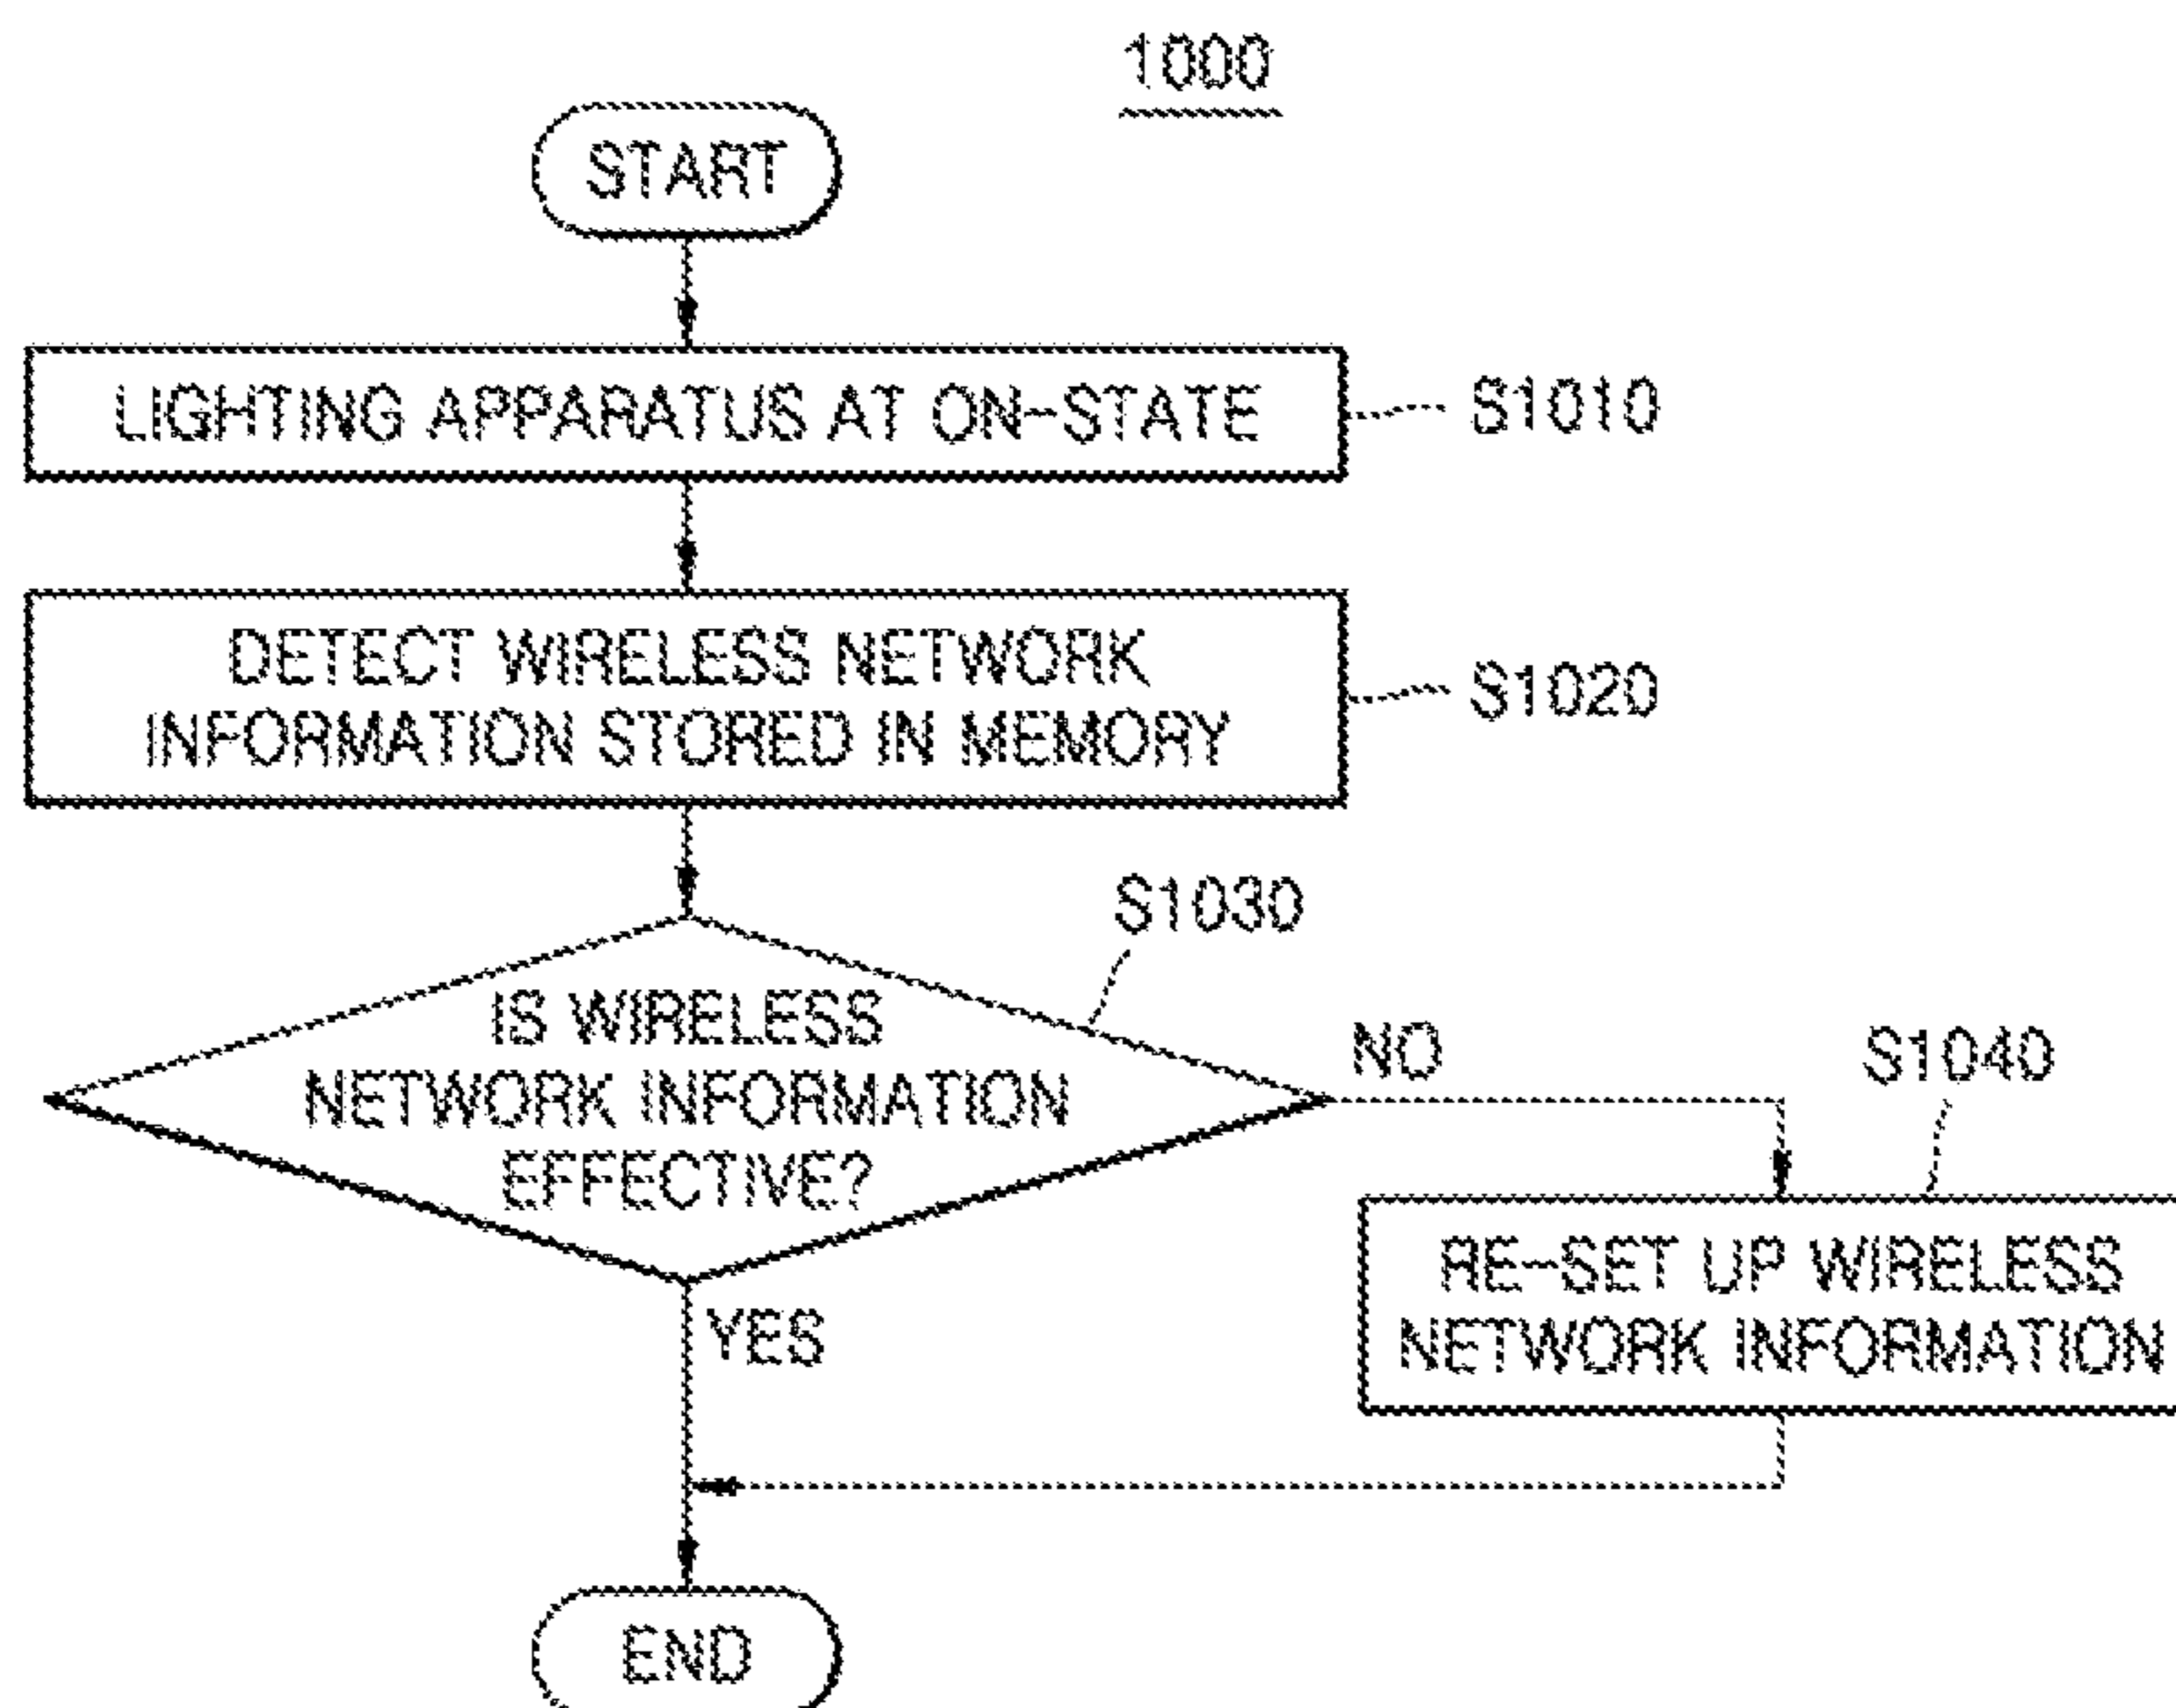 1000
START
LIGHTING APPARATUS AT ON-STATE
S1010
DETECT WIRELESS NETWORK
INFORMATION STORED IN MEMORY
S1020
S1030
IS WIRELESS
NETWORK INFORMATION
EFFECTIVE?
NO
S1040
RE-SET UP WIRELESS
NETWORK INFORMATION
YES
END